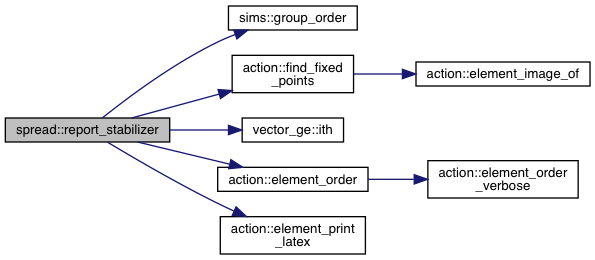 sims::group_order
action::find_fixed
_points
action::element_image_of
spread::report_stabilizer
vector_ge::ith
action::element_order
action::element_order
_verbose
action::element_print
_latex